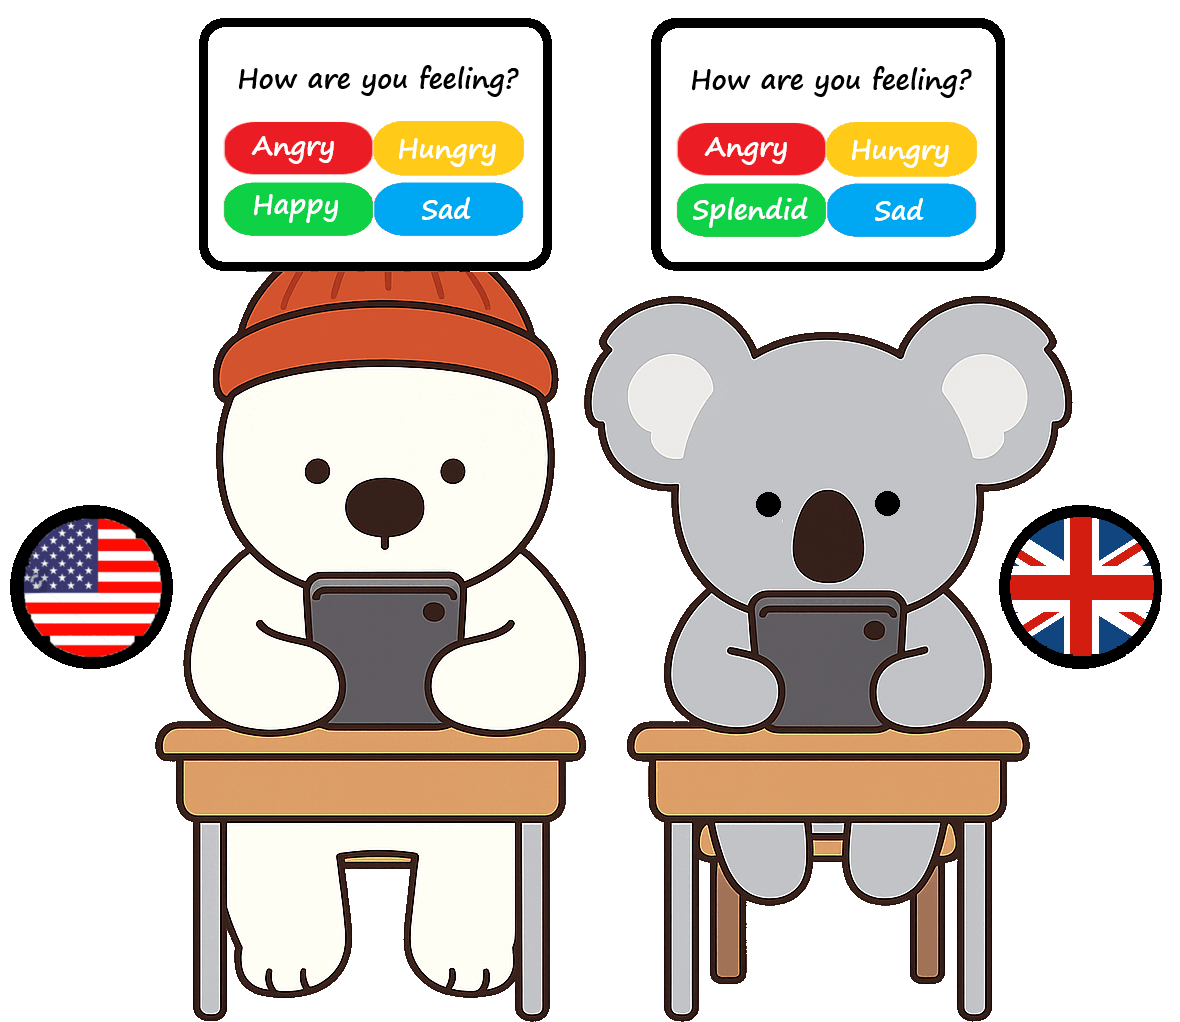 How are you feeling?
Angry Hungry
Happy Sad
How are you feeling?
Angry Hungry
Splendid Sad